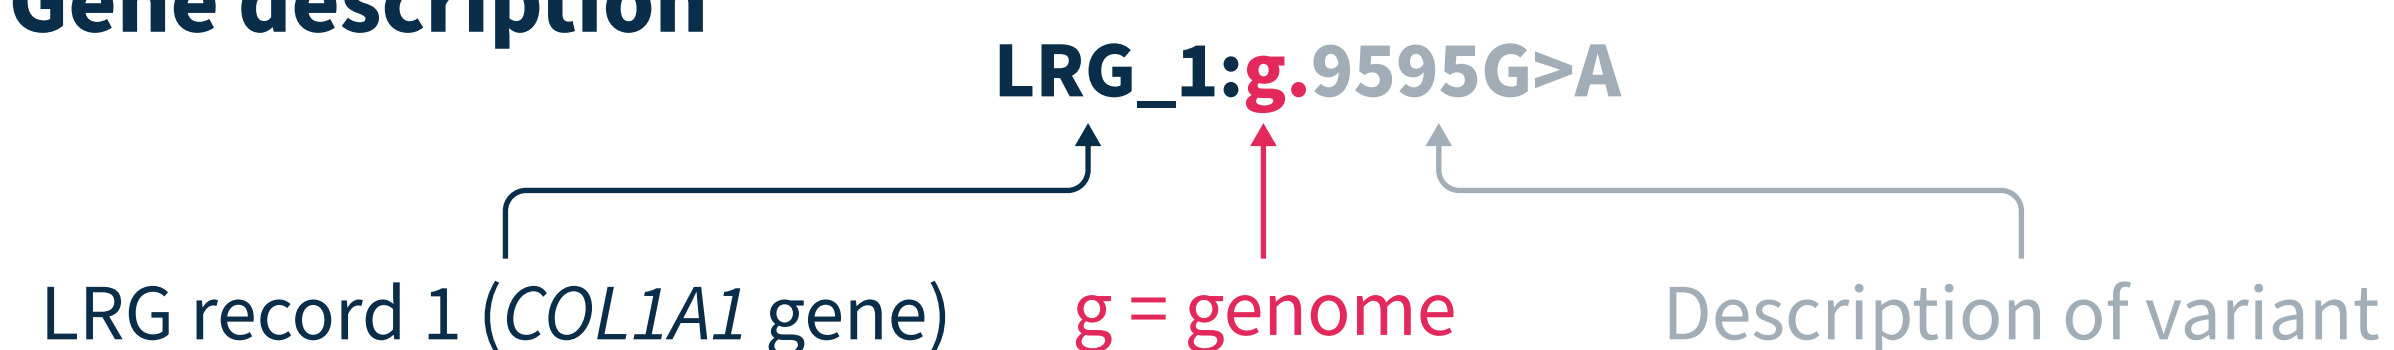 Gene description
LRG_1:g.9595G>A
LRG record 1 (COL1A1 gene)
g = genome
Description of variant